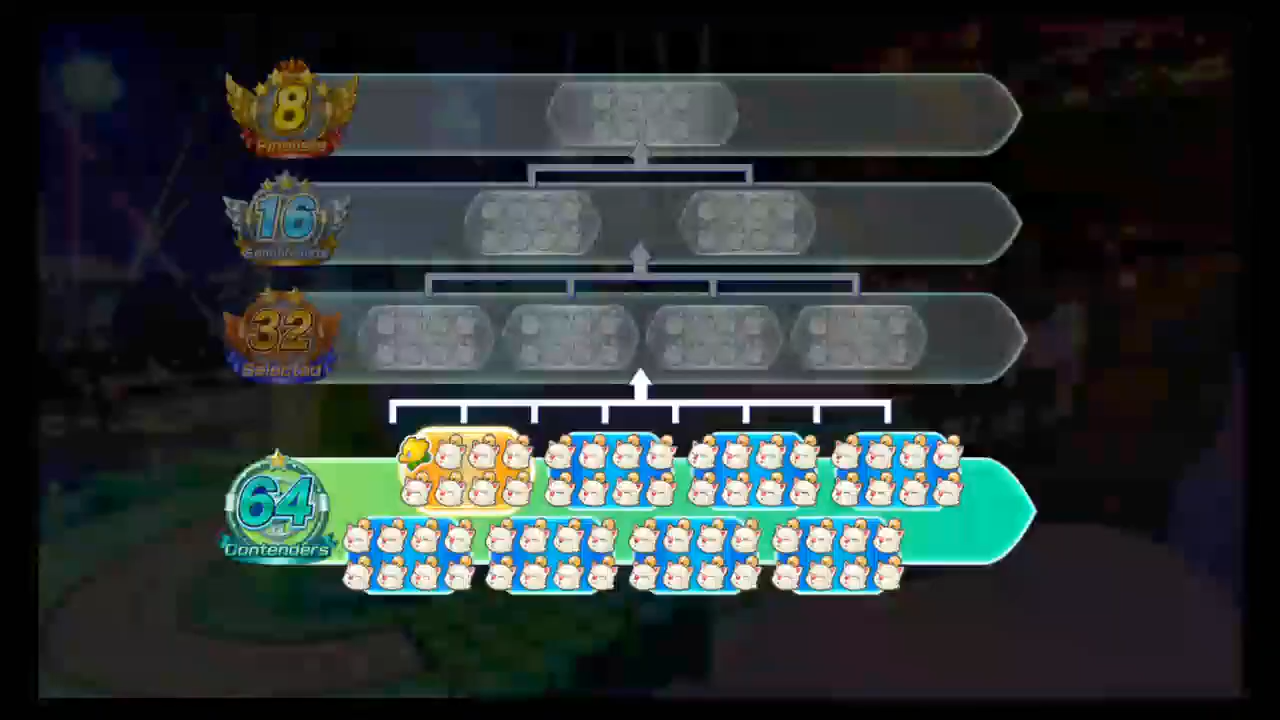 8
Finalists
16
Semifinalists
32
Selected
64
Contenders